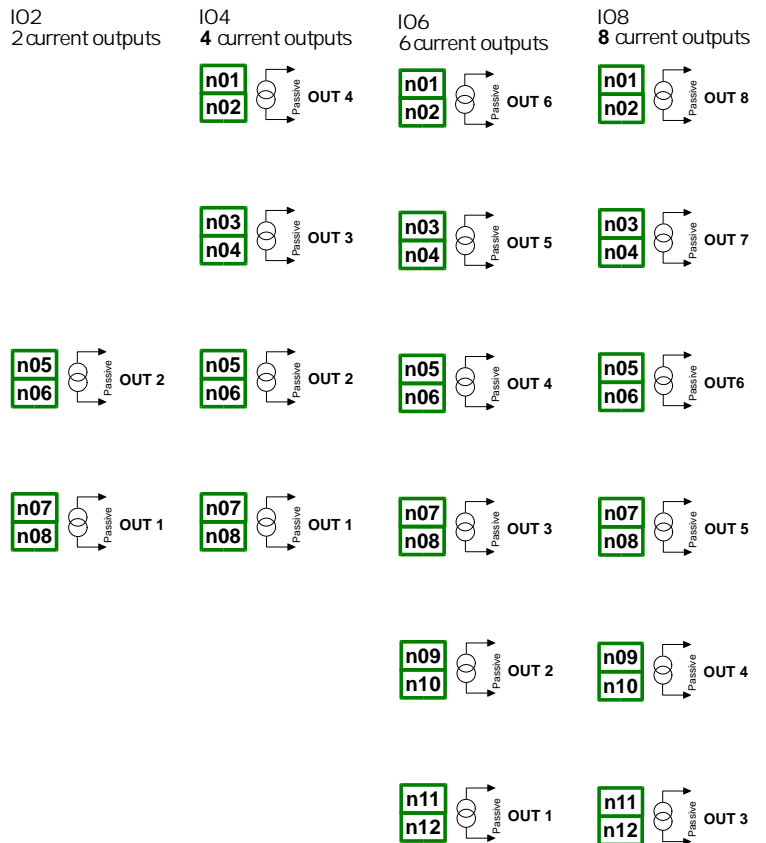 IO2
2 current outputs
n05
n06
Passive
OUT 2
n07
n08
Passive
OUT 1
IO4
4 current outputs
n01
n02
Passive
OUT 4
n03
n04
Passive
OUT 3
n05
n06
Passive
OUT 2
n07
n08
Passive
OUT 1
IO6
6 current outputs
n01
n02
Passive
OUT 6
n03
n04
Passive
OUT 5
n05
n06
Passive
OUT 4
n07
n08
Passive
OUT 3
n09
n10
Passive
OUT 2
n11
n12
Passive
OUT 1
IO8
8 current outputs
n01
n02
Passive
OUT 8
n03
n04
Passive
OUT 7
n05
n06
Passive
OUT6
n07
n08
Passive
OUT 5
n09
n10
Passive
OUT 4
n11
n12
Passive
OUT 3